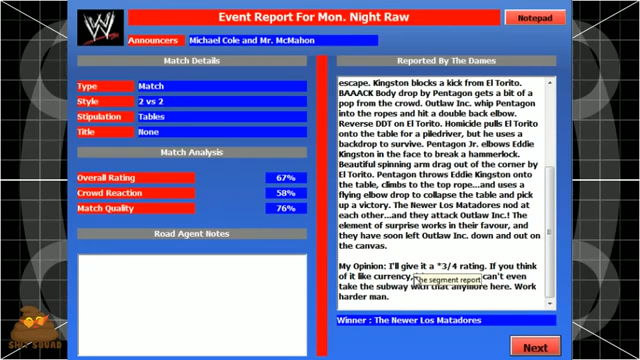 Event Report For Mon. Night Raw
Notepad
Announcers
Michael Cole and Mr. McMahon
Match Details
Reported By The Dames
Type
Match
Style
2 vs 2
Stipulation
Tables
Title
None
Match Analysis
Overall Rating
67%
Crowd Reaction
58%
Match Quality
76%
Road Agent Notes
escape. Kingston blocks a kick from El Torito.
BAAAACK Body drop by Pentagon gets a bit of a
pop from the crowd. Outlaw Inc. whip Pentagon
into the ropes and hit a double back elbow.
Reverse DDT on El Torito. Homicide pulls El Torito
onto the table for a piledriver, but he uses a
backdrop to survive. Pentagon Jr. elbows Eddie
Kingston in the face to break a hammerlock.
Beautiful spinning arm drag out of the corner by
El Torito. Pentagon throws Eddie Kingston onto
the table, climbs to the top rope...and uses a
flying elbow drop to collapse the table and pick
up a victory. The Newer Los Matadores nod at
each other...and they attack Outlaw Inc.! The
element of surprise works in their favour, and
they have soon left Outlaw Inc. down and out on
the canvas.
My Opinion: I'll give it a *3/4 rating. If you think
of it like currency, can't even
The segment report
take the subway with that anymore here. Work
harder man.
Winner : The Newer Los Matadores
Next
SHIT SQUAD